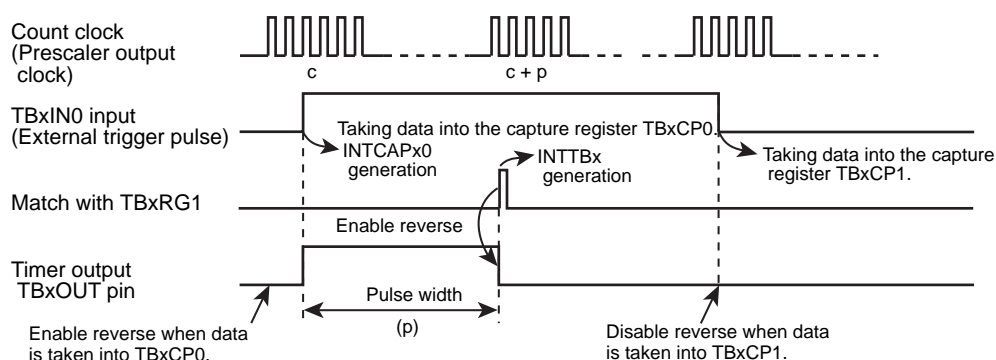 Count clock
(Prescaler output
clock)
c
c + p
TBxIN0 input
(External trigger pulse)
Taking data into the capture register TBxCP0.
INTCAPx0
generation
INTTBx
generation
Taking data into the capture
register TBxCP1.
Match with TBxRG1
Enable reverse
Timer output
TBxOUT pin
Pulse width
(p)
Enable reverse when data
is taken into TBxCP0.
Disable reverse when data
is taken into TBxCP1.